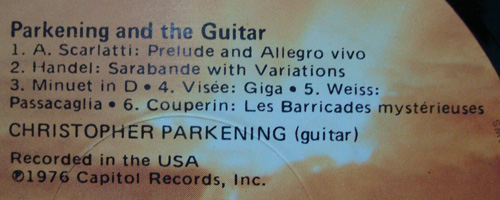 Parkening and the Guitar
1. A. Scarlatti: Prelude and Allegro vivo
2. Handel: Sarabande with Variations
3. Minuet in D • 4. Visée: Giga • 5. Weiss:
Passacaglia • 6. Couperin: Les Barricades mystérieuses
CHRISTOPHER PARKENING (guitar)
Recorded in the USA
℗1976 Capitol Records, Inc.